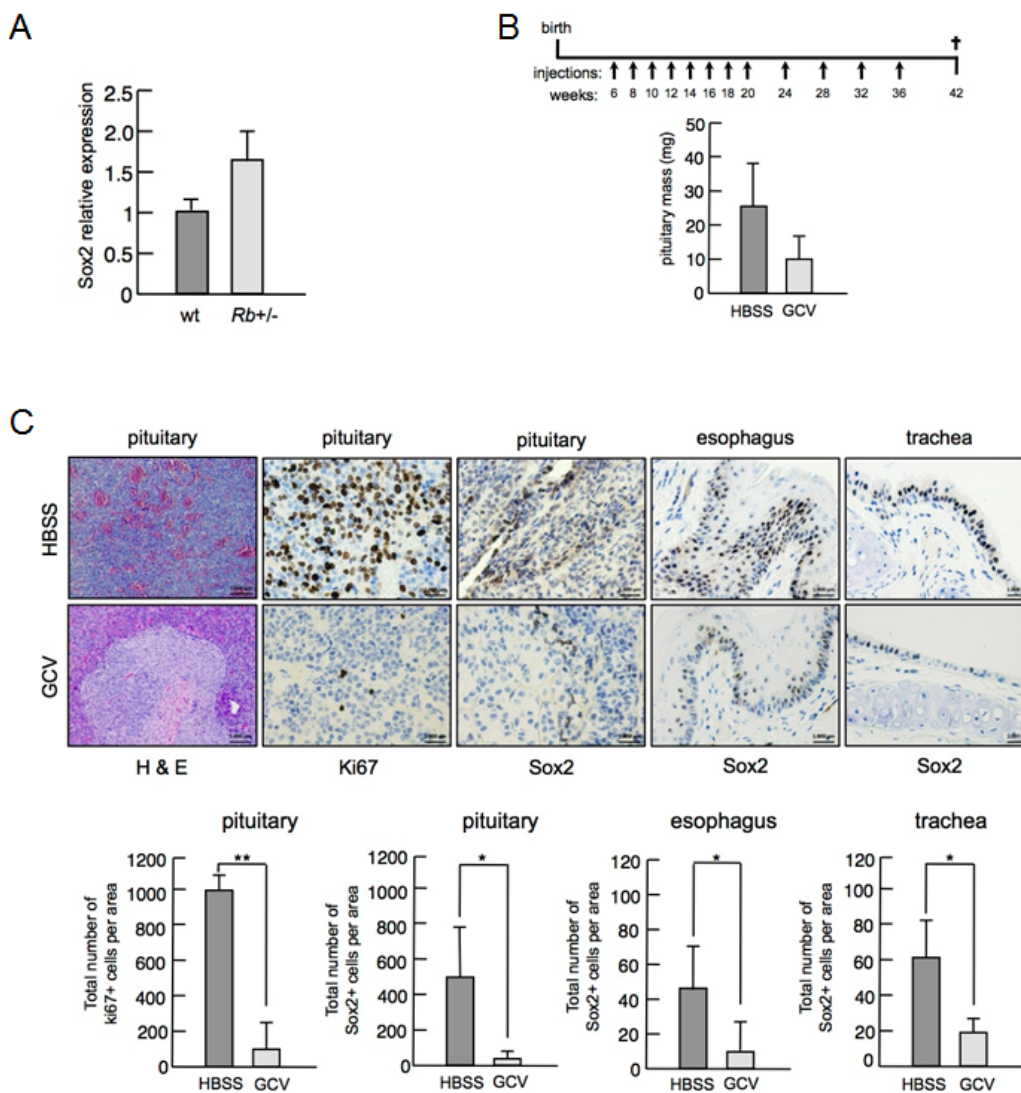 A
Sox2 relative expression
2.5
2.0
1.5
1
0.5
0
wt Rb+/-
B
birth
†
injections:
weeks: 6 8 10 12 14 16 18 20 24 28 32 36 42
pituitary mass (mg)
50
40
30
20
10
0
HBSS GCV
C
pituitary pituitary pituitary esophagus trachea
HBSS
GCV
H & E Ki67 Sox2 Sox2 Sox2
pituitary pituitary esophagus trachea
Total number of
ki67+ cells per area
1200
1000
800
600
400
200
0
**
HBSS GCV
Total number of
Sox2+ cells per area
1200
1000
800
600
400
200
0
*
HBSS GCV
Total number of
Sox2+ cells per area
120
100
80
60
40
20
0
*
HBSS GCV
Total number of
Sox2+ cells per area
120
100
80
60
40
20
0
*
HBSS GCV